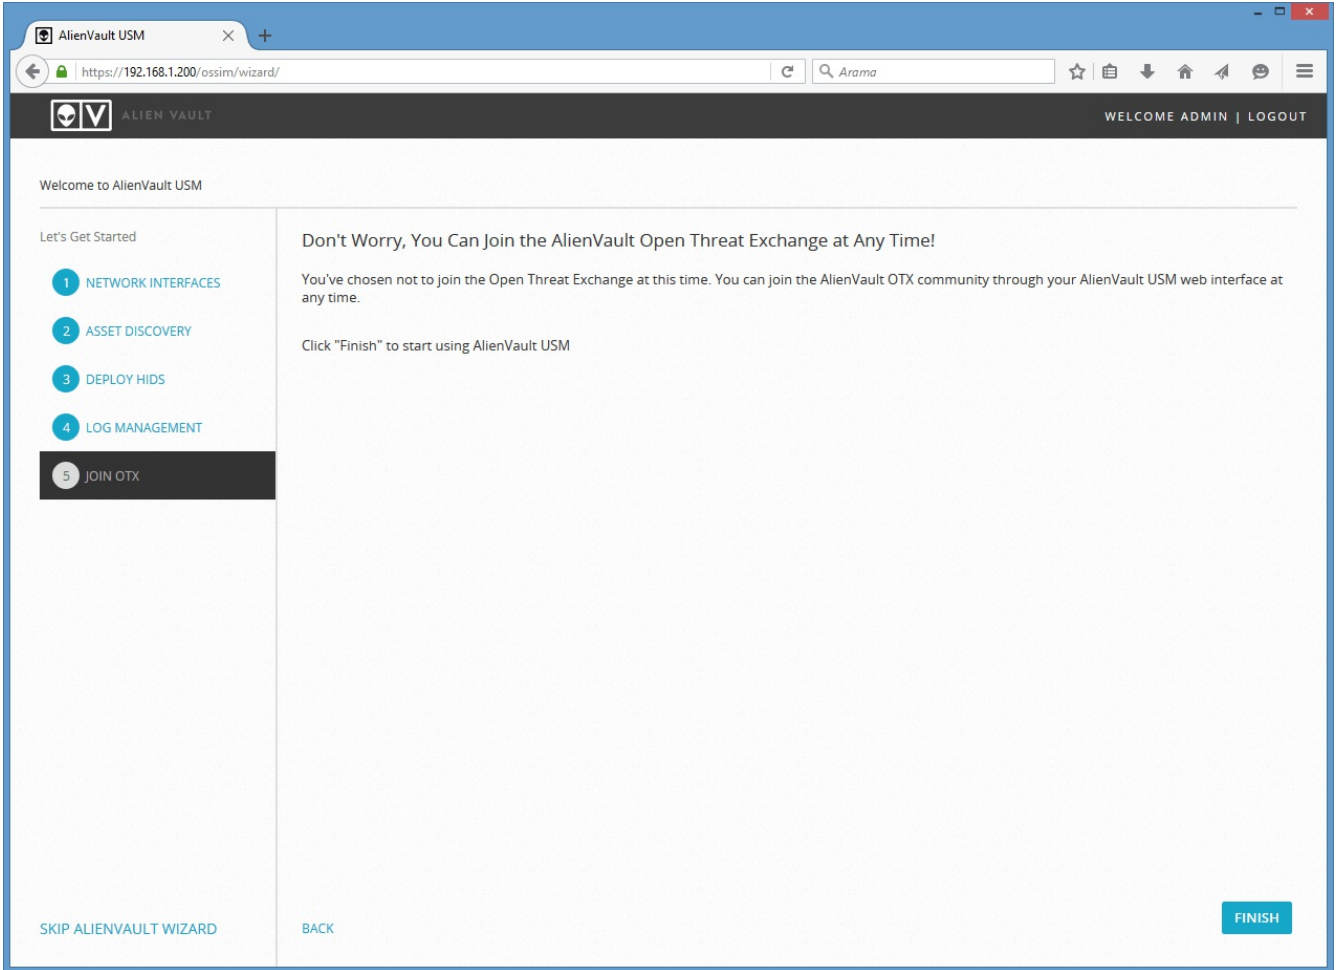 AlienVault USM
https://192.168.1.200/ossim/wizard/
Arama
ALIEN VAULT
WELCOME ADMIN | LOGOUT
Welcome to AlienVault USM
Let's Get Started
1 NETWORK INTERFACES
2 ASSET DISCOVERY
3 DEPLOY HIDS
4 LOG MANAGEMENT
5 JOIN OTX
Don't Worry, You Can Join the AlienVault Open Threat Exchange at Any Time!
You've chosen not to join the Open Threat Exchange at this time. You can join the AlienVault OTX community through your AlienVault USM web interface at
any time.
Click "Finish" to start using AlienVault USM
SKIP ALIENVAULT WIZARD
BACK
FINISH